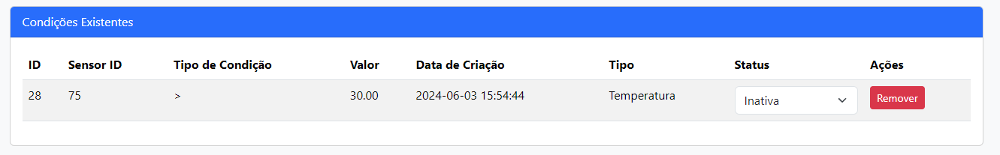 Condições Existentes
ID Sensor ID Tipo de Condição Valor Data de Criação Tipo Status Ações
28 75 > 30.00 2024-06-03 15:54:44 Temperatura Inativa Remover